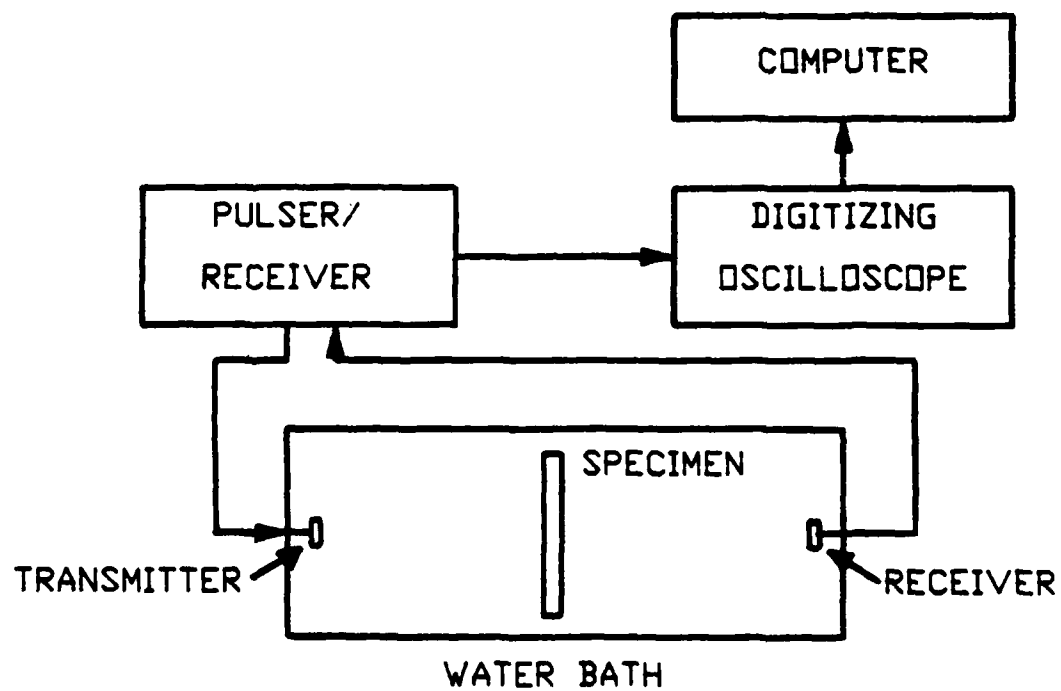 COMPUTER
PULSER/
RECEIVER
DIGITIZING
OSCILLOSCOPE
SPECIMEN
TRANSMITTER
RECEIVER
WATER BATH